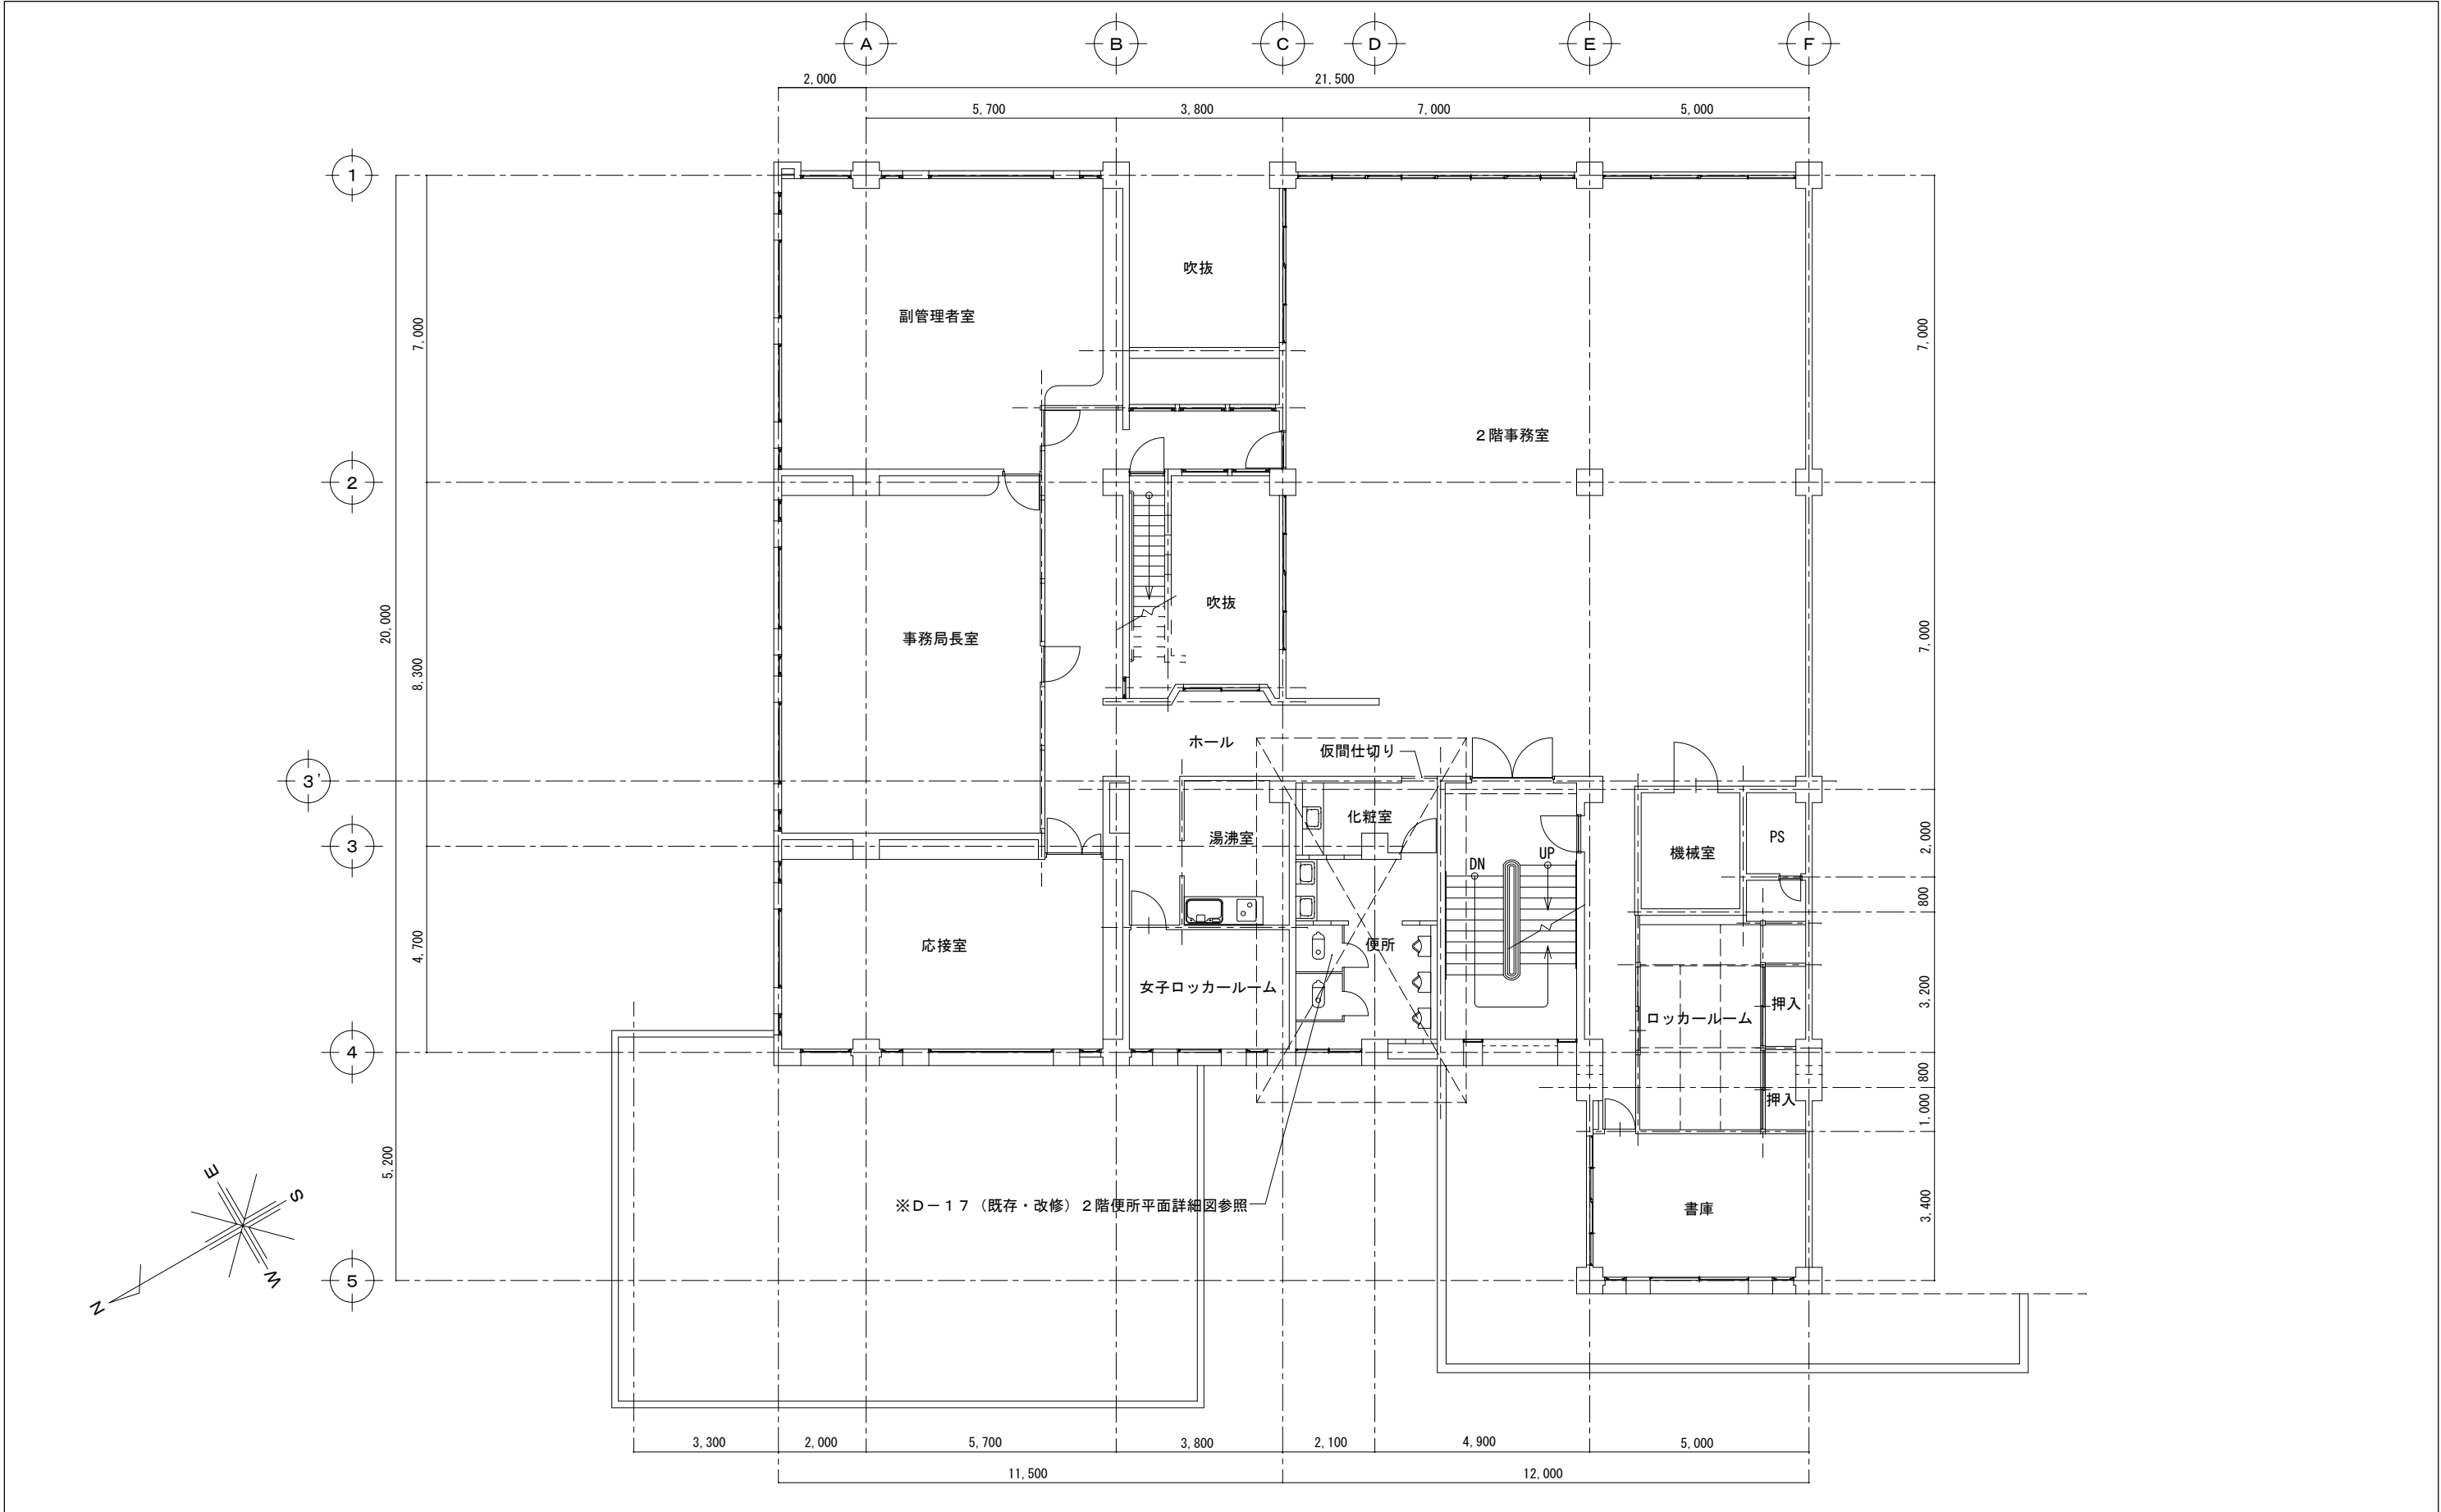 A B C D E F
2,000 21,500
5,700 3,800 7,000 5,000
1
吹抜
副管理者室
7,000
7,000
2階事務室
2
吹抜
20,000
事務局長室
7,000
8,300
ホール
仮間仕切り
3'
化粧室
湯沸室
PS
2,000
3
機械室
DN UP
800
応接室
便所
4,700
女子ロッカールーム
3,200
押入
ロッカールーム
4
800
押入
1,000
5,200
E
S
※D-17(既存・改修)2階便所平面詳細図参照
書庫
3,400
W
5
N
3,300 2,000 5,700 3,800 2,100 4,900 5,000
11,500 12,000